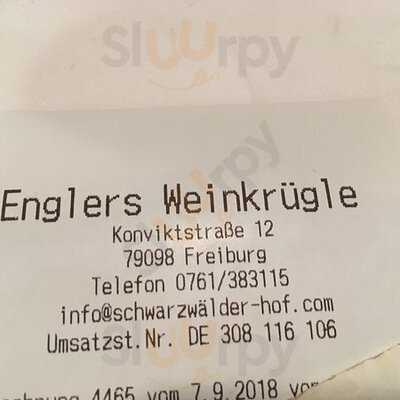 Sluurpy
Englers Weinkrügle
Konviktstraße 12
79098 Freiburg
Telefon 0761/383115
info@schwarzwälder-hof.com
Umsatzst.Nr. DE 308 116 106
4465 vom 7.9.2018